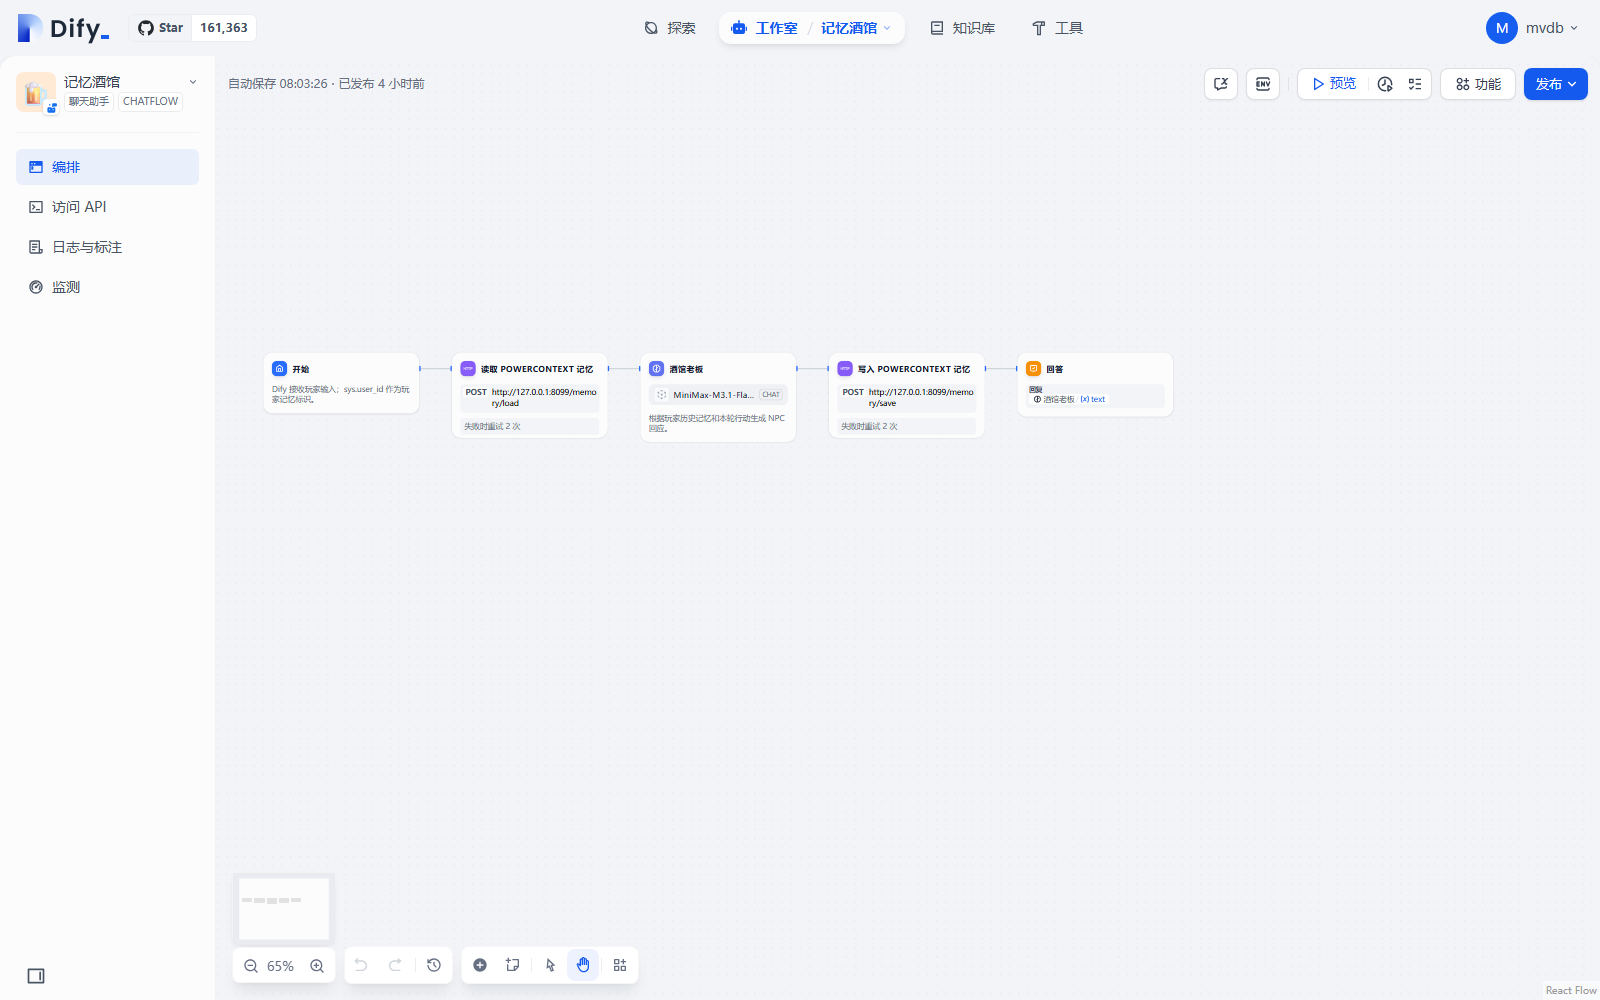 Dify_
Star 161,363
探索
工作室 / 记忆酒馆
知识库
工具
M mvdb
记忆酒馆
聊天助手 CHATFLOW
自动保存 08:03:26 · 已发布 4 小时前
ENV
预览
功能
发布
编排
访问 API
日志与标注
监测
开始
Dify 接收玩家输入；sys.user_id 作为玩
家记忆标识。
HTTP 读取 POWERCONTEXT 记忆
POST http://127.0.0.1:8099/memo
ry/load
失败时重试 2 次
酒馆老板
MiniMax-M3.1-Fla... CHAT
根据玩家历史记忆和本轮行动生成 NPC
回应。
HTTP 写入 POWERCONTEXT 记忆
POST http://127.0.0.1:8099/memo
ry/save
失败时重试 2 次
回答
回复
酒馆老板 (x) text
65%
React Flow